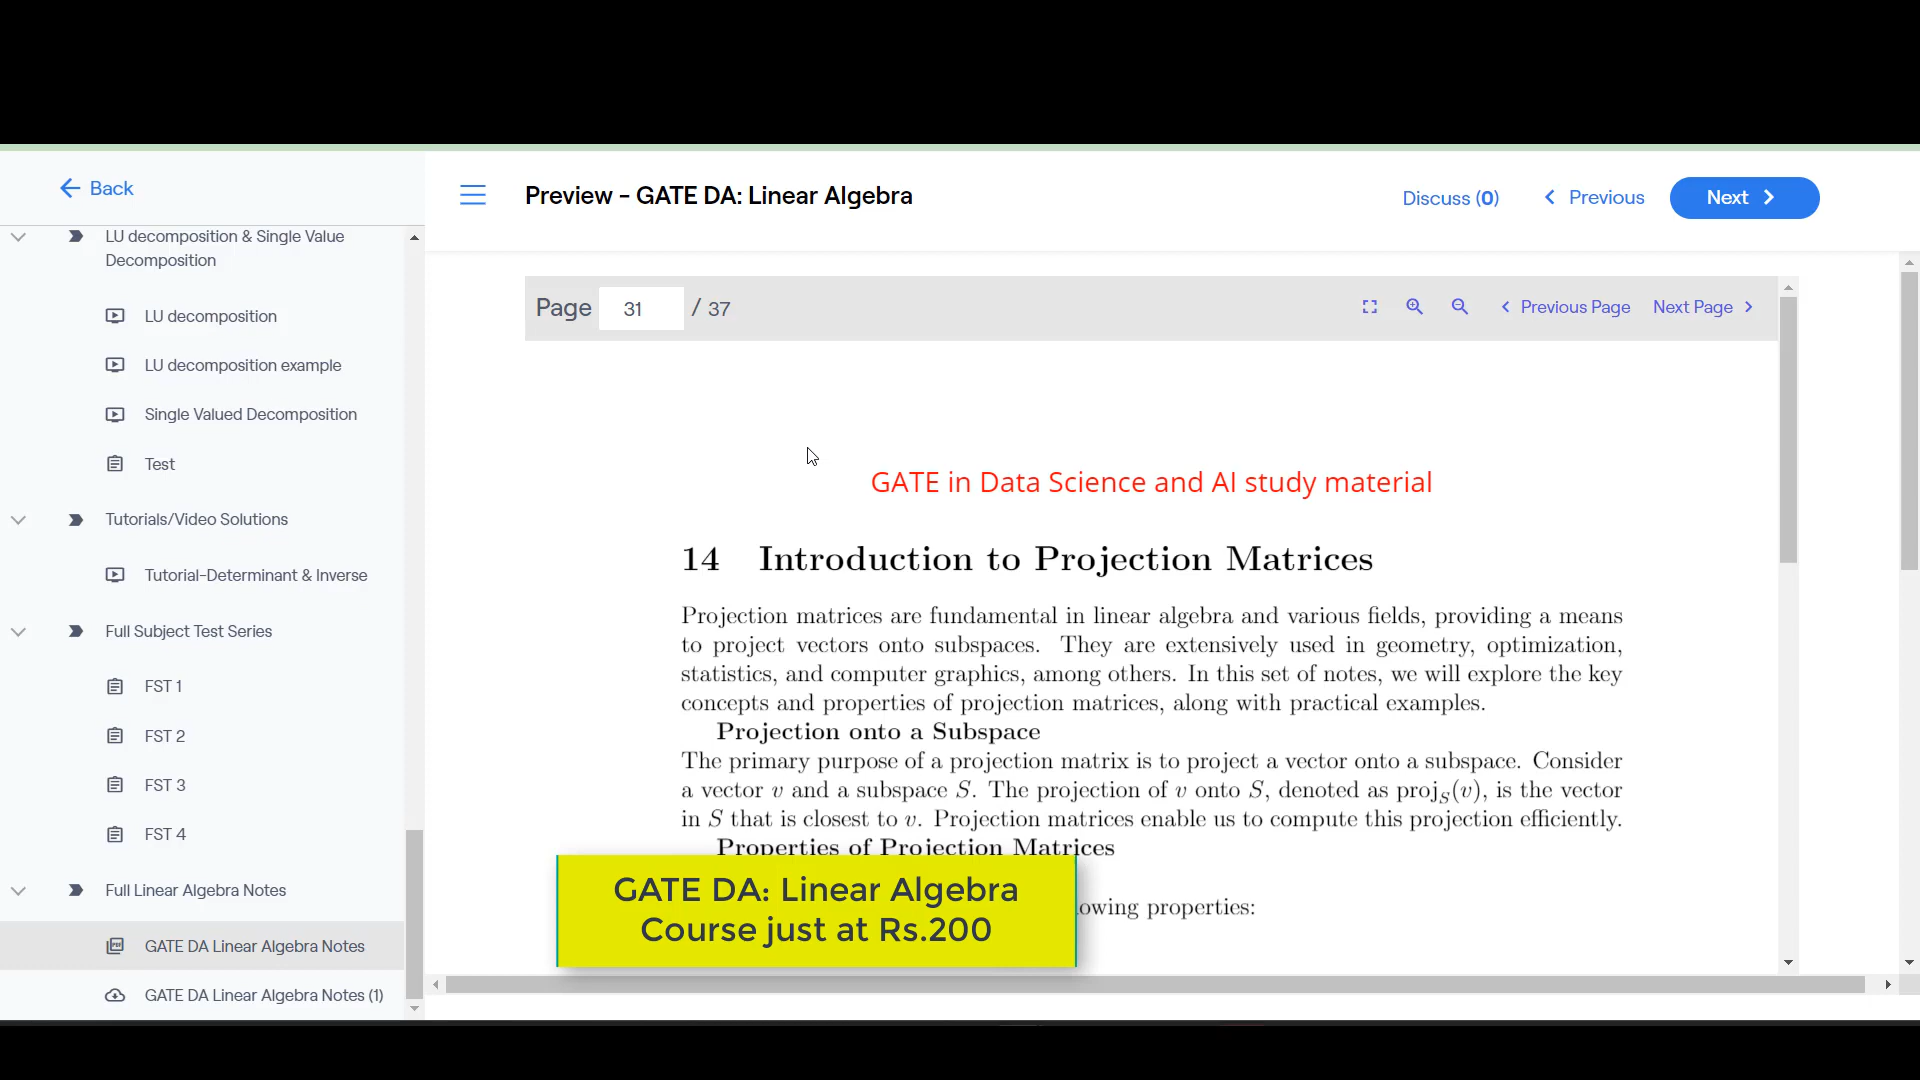 Back
Preview - GATE DA: Linear Algebra
Discuss (0)
Previous
Next
LU decomposition & Single Value
Decomposition
LU decomposition
LU decomposition example
Single Valued Decomposition
Test
Tutorials/Video Solutions
Tutorial-Determinant & Inverse
Full Subject Test Series
FST 1
FST 2
FST 3
FST 4
Full Linear Algebra Notes
GATE DA Linear Algebra Notes
GATE DA Linear Algebra Notes (1)
Page 31 / 37
Previous Page
Next Page
GATE in Data Science and AI study material
14 Introduction to Projection Matrices
Projection matrices are fundamental in linear algebra and various fields, providing a means
to project vectors onto subspaces. They are extensively used in geometry, optimization,
statistics, and computer graphics, among others. In this set of notes, we will explore the key
concepts and properties of projection matrices, along with practical examples.
Projection onto a Subspace
The primary purpose of a projection matrix is to project a vector onto a subspace. Consider
a vector v and a subspace S. The projection of v onto S, denoted as proj_S(v), is the vector
in S that is closest to v. Projection matrices enable us to compute this projection efficiently.
Properties of Projection Matrices
owing properties:
GATE DA: Linear Algebra
Course just at Rs.200